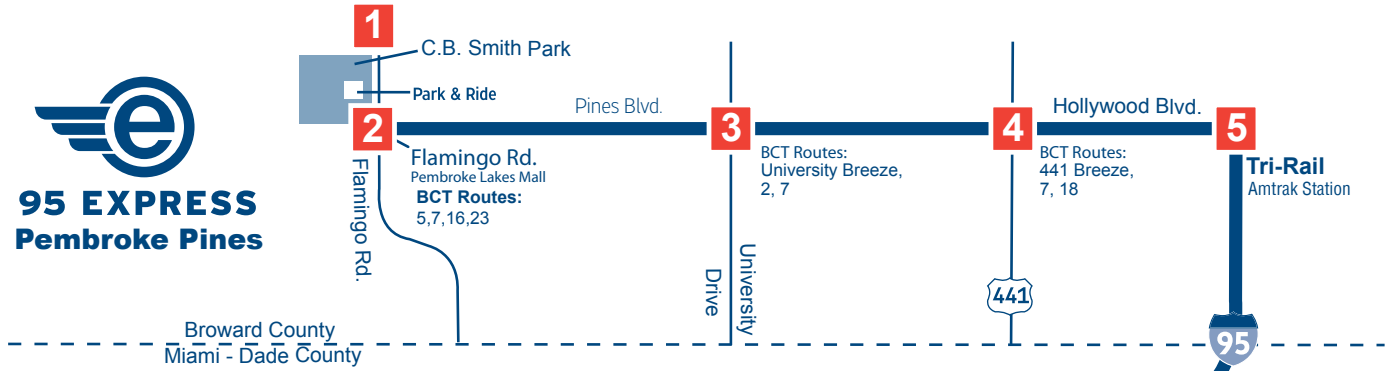 1
C.B. Smith Park
Park & Ride
e
95 EXPRESS
Pembroke Pines
2
Pines Blvd.
3
4
Hollywood Blvd.
5
Flamingo Rd.
Pembroke Lakes Mall
BCT Routes:
5,7,16,23
BCT Routes:
University Breeze,
2, 7
BCT Routes:
441 Breeze,
7, 18
Tri-Rail
Amtrak Station
Flamingo Rd.
University
Drive
441
95
Broward County
Miami - Dade County